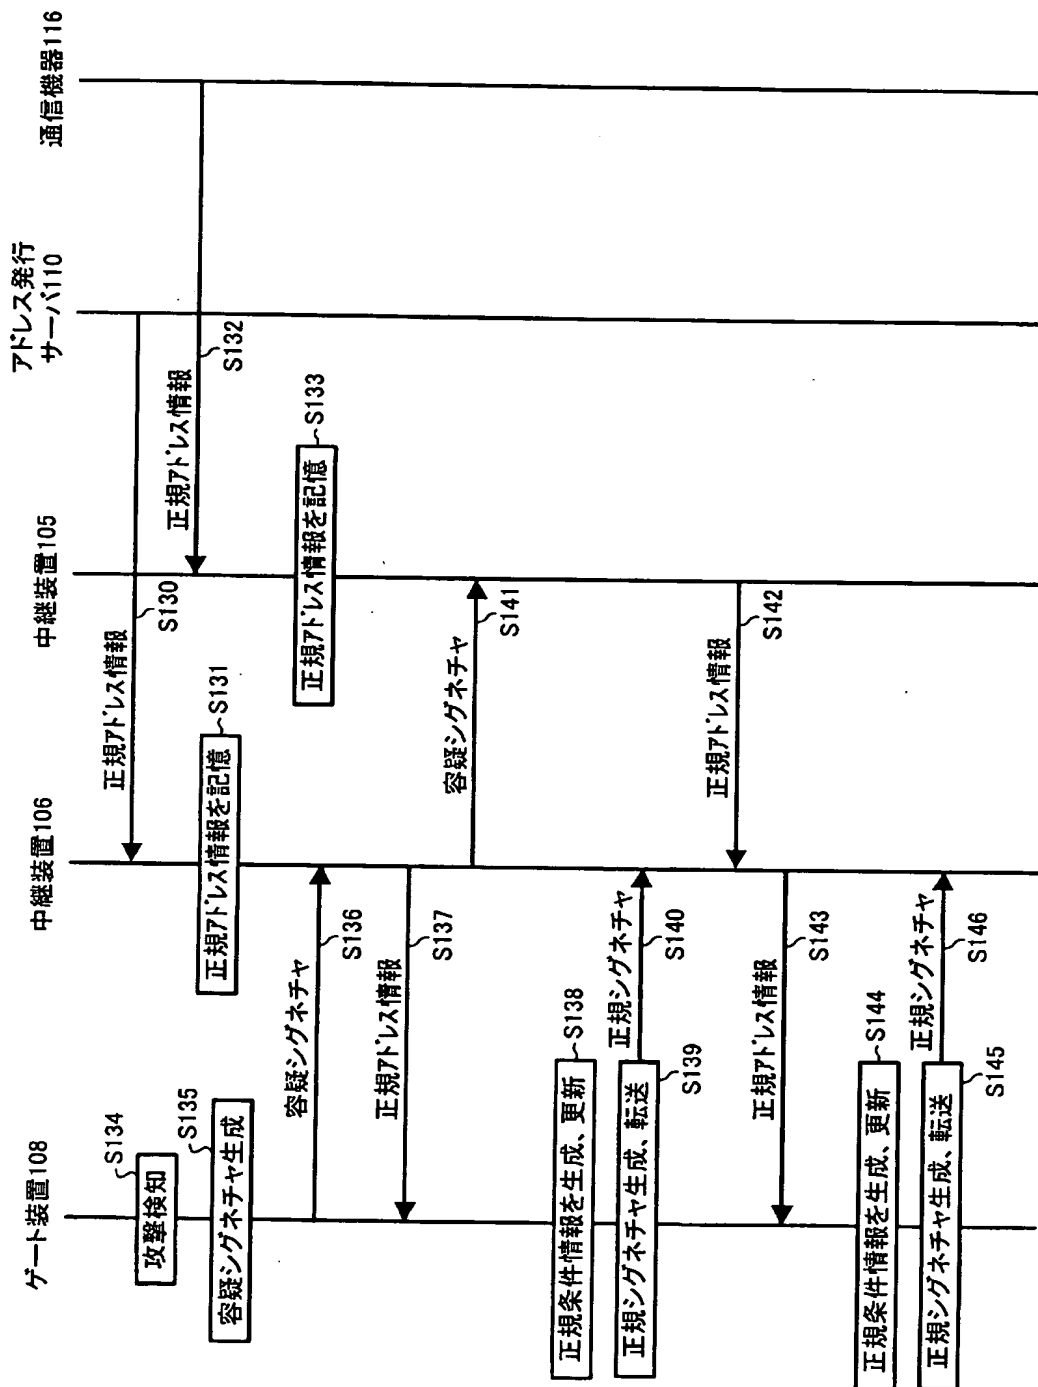 ゲート装置108
中継装置106
中継装置105
アドレス発行
サーバ110
通信機器116
正規アドレス情報
S130
正規アドレス情報を記憶
S131
正規アドレス情報
S132
正規アドレス情報を記憶
S133
攻撃検知
S134
容疑シグネチャ生成
S135
容疑シグネチャ
S136
正規アドレス情報
S137
正規条件情報を生成、更新
S138
正規シグネチャ生成、転送
S139
正規シグネチャ
S140
容疑シグネチャ
S141
正規アドレス情報
S142
正規アドレス情報
S143
正規条件情報を生成、更新
S144
正規シグネチャ生成、転送
S145
正規シグネチャ
S146